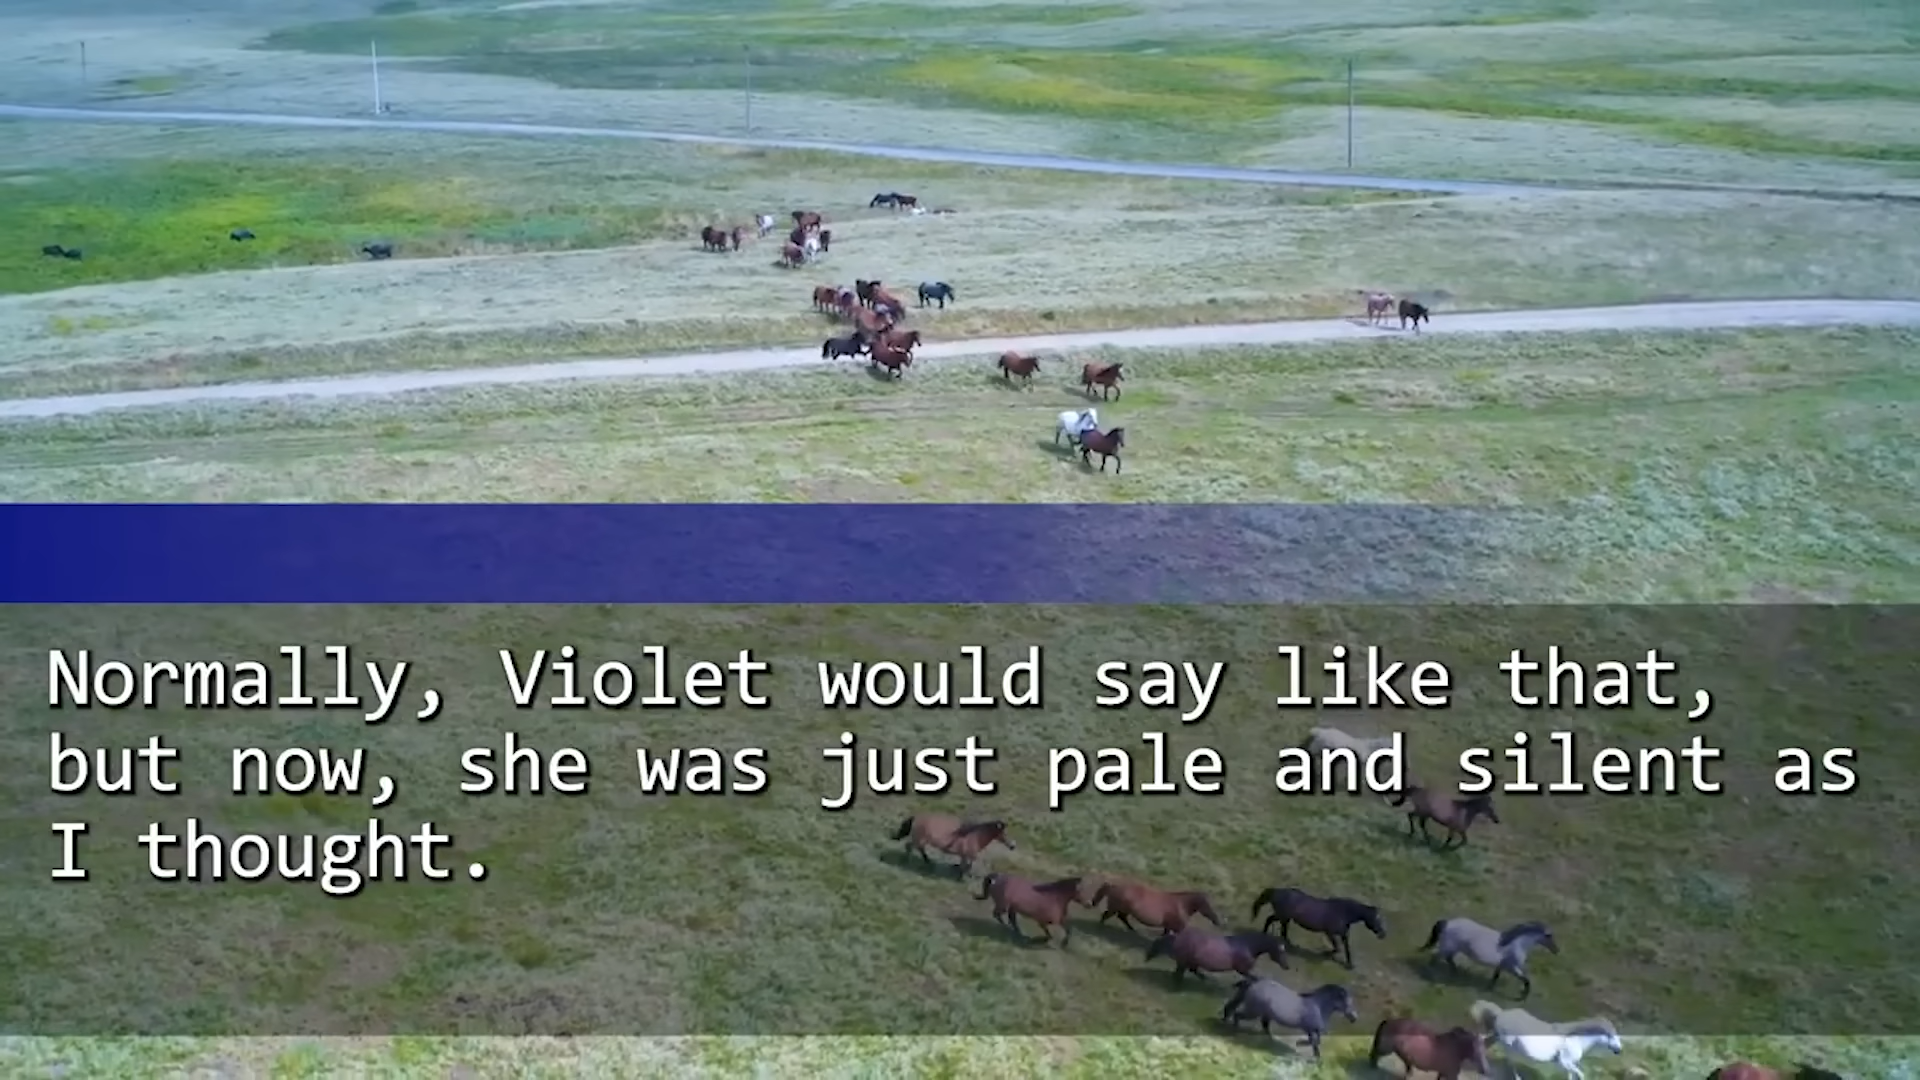 Normally, Violet would say like that,
but now, she was just pale and silent as
I thought.